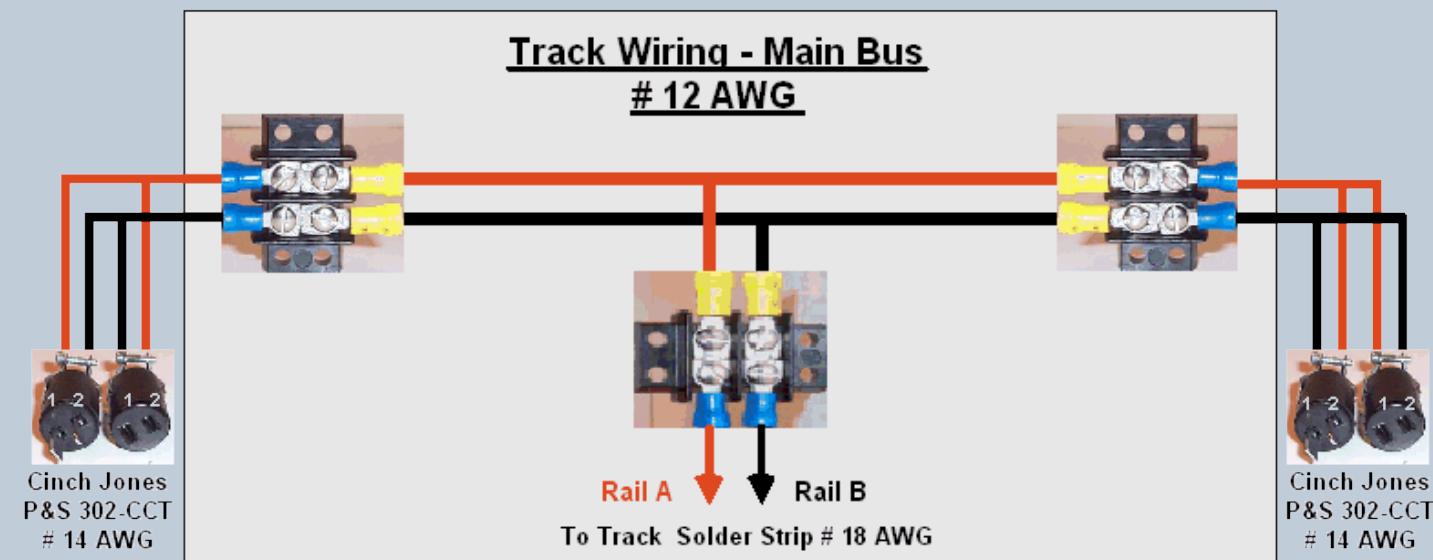 Track Wiring - Main Bus
# 12 AWG
1 - 2
1 - 2
1 - 2
1 - 2
Cinch Jones
P&S 302-CCT
# 14 AWG
Rail A
Rail B
To Track Solder Strip # 18 AWG
Cinch Jones
P&S 302-CCT
# 14 AWG